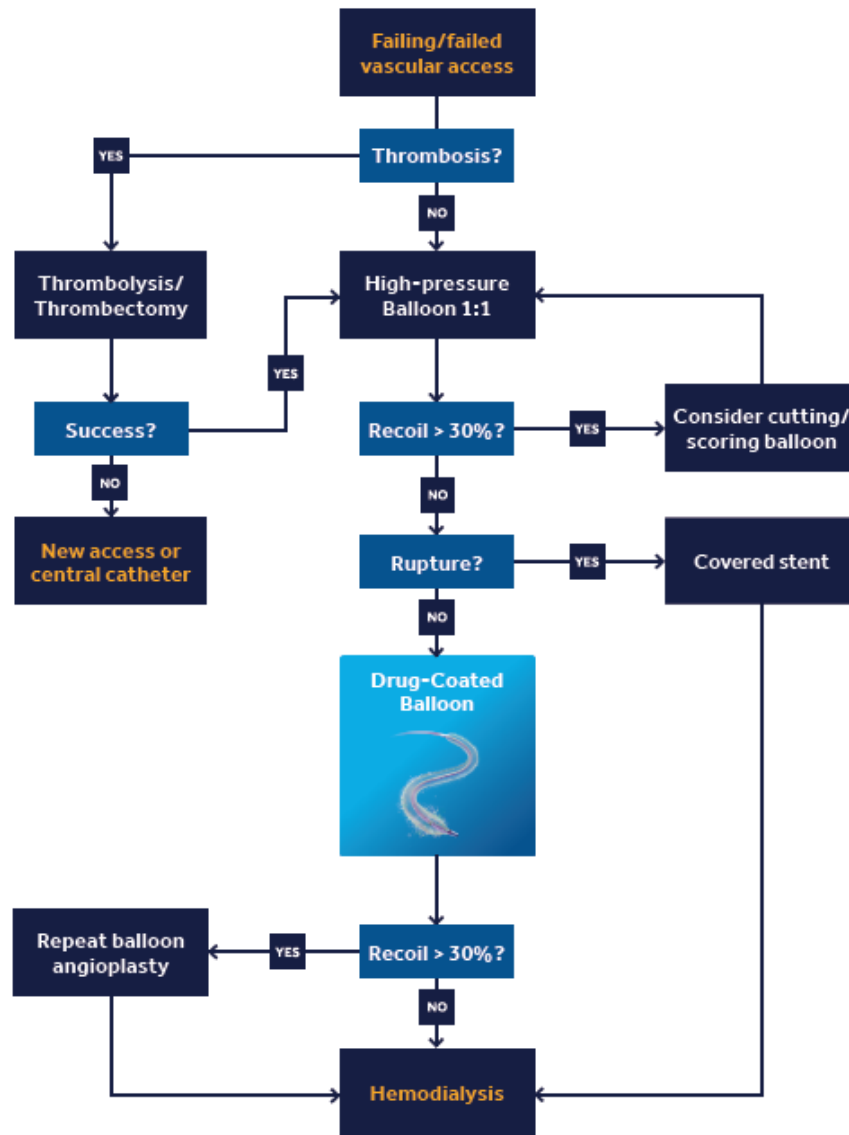 Failing/failed
vascular access
Thrombosis?
YES
NO
Thrombolysis/
Thrombectomy
High-pressure
Balloon 1:1
YES
Success?
Recoil > 30%?
YES
Consider cutting/
scoring balloon
NO
NO
New access or
central catheter
Rupture?
YES
Covered stent
NO
Drug-Coated
Balloon
Repeat balloon
angioplasty
YES
Recoil > 30%?
NO
Hemodialysis